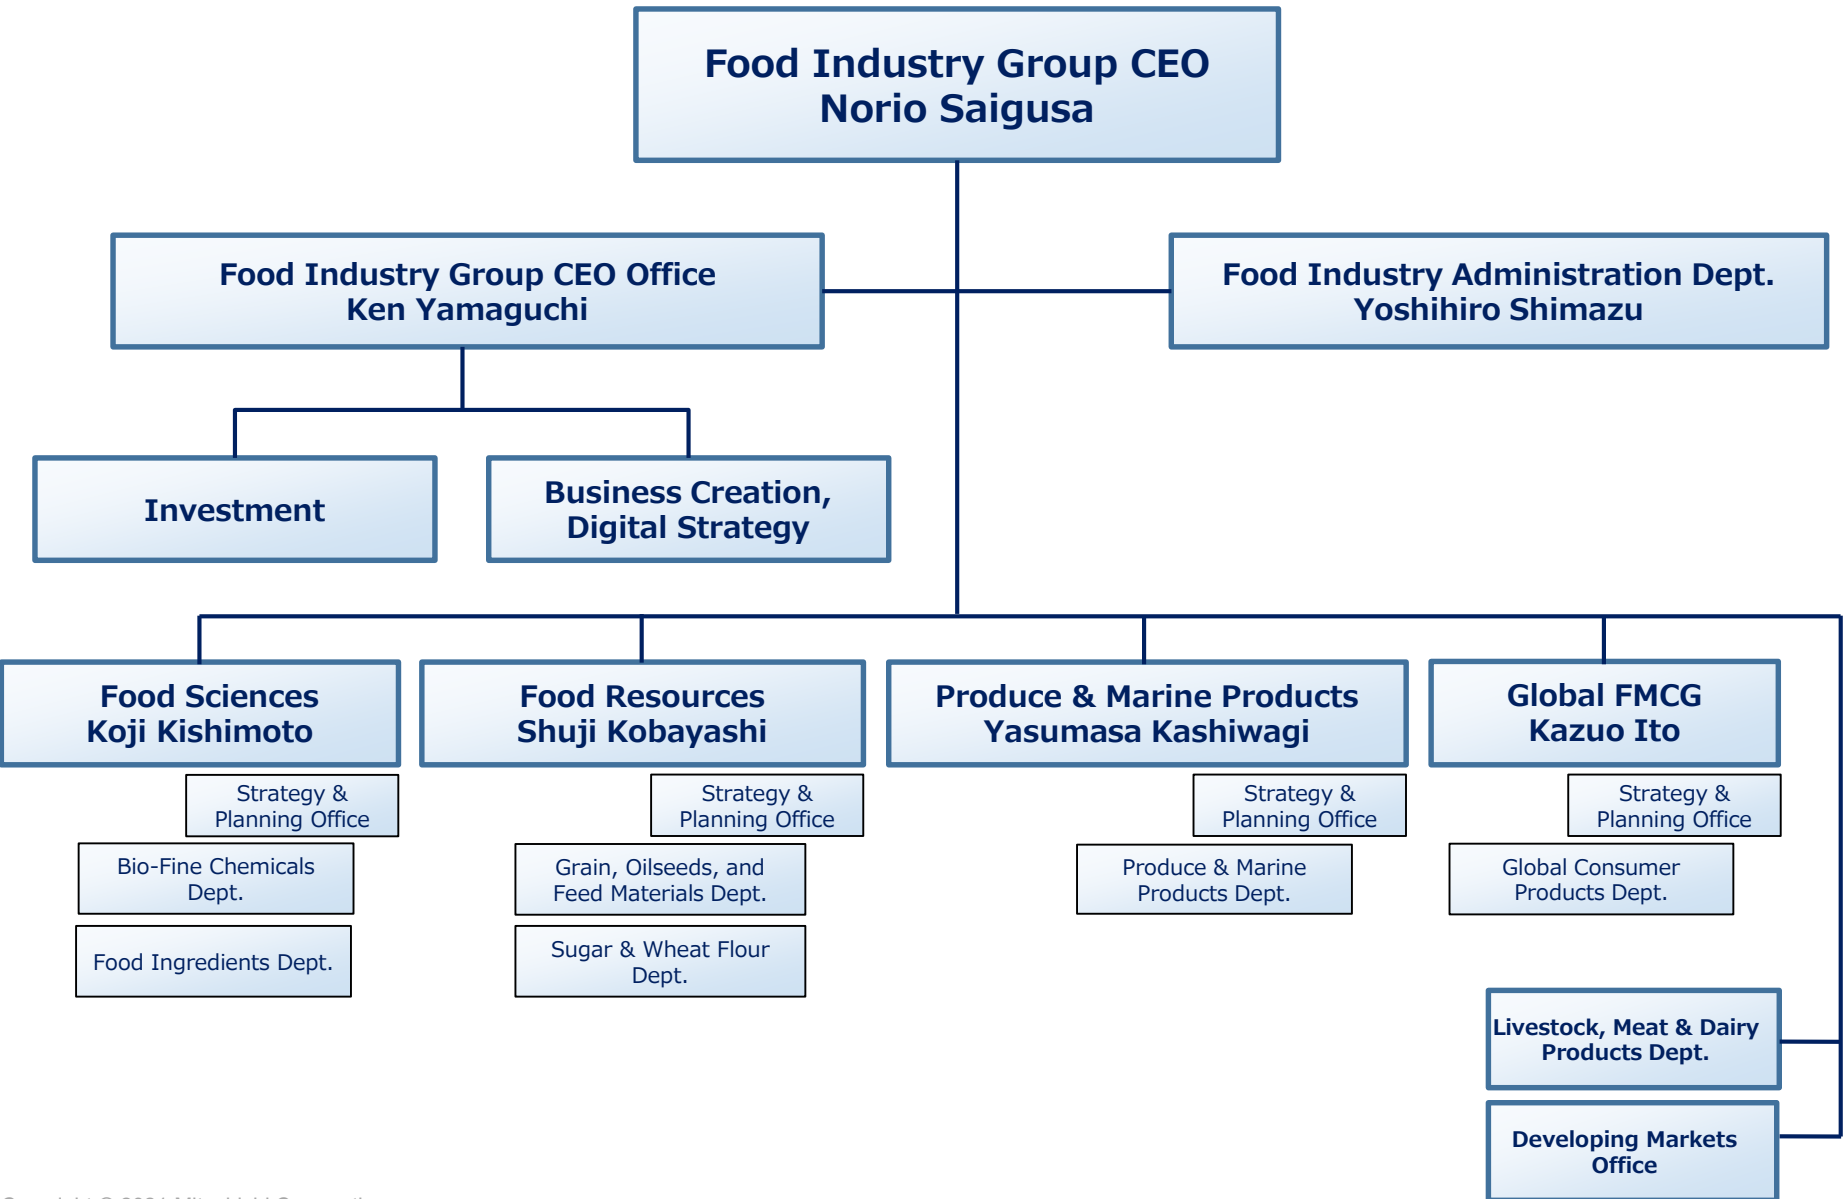 Food Industry Group CEO
Norio Saigusa
Food Industry Group CEO Office
Ken Yamaguchi
Food Industry Administration Dept.
Yoshihiro Shimazu
Investment
Business Creation,
Digital Strategy
Food Sciences
Koji Kishimoto
Food Resources
Shuji Kobayashi
Produce & Marine Products
Yasumasa Kashiwagi
Global FMCG
Kazuo Ito
Strategy &
Planning Office
Strategy &
Planning Office
Strategy &
Planning Office
Strategy &
Planning Office
Bio-Fine Chemicals
Dept.
Grain, Oilseeds, and
Feed Materials Dept.
Produce & Marine
Products Dept.
Global Consumer
Products Dept.
Food Ingredients Dept.
Sugar & Wheat Flour
Dept.
Livestock, Meat & Dairy
Products Dept.
Developing Markets
Office